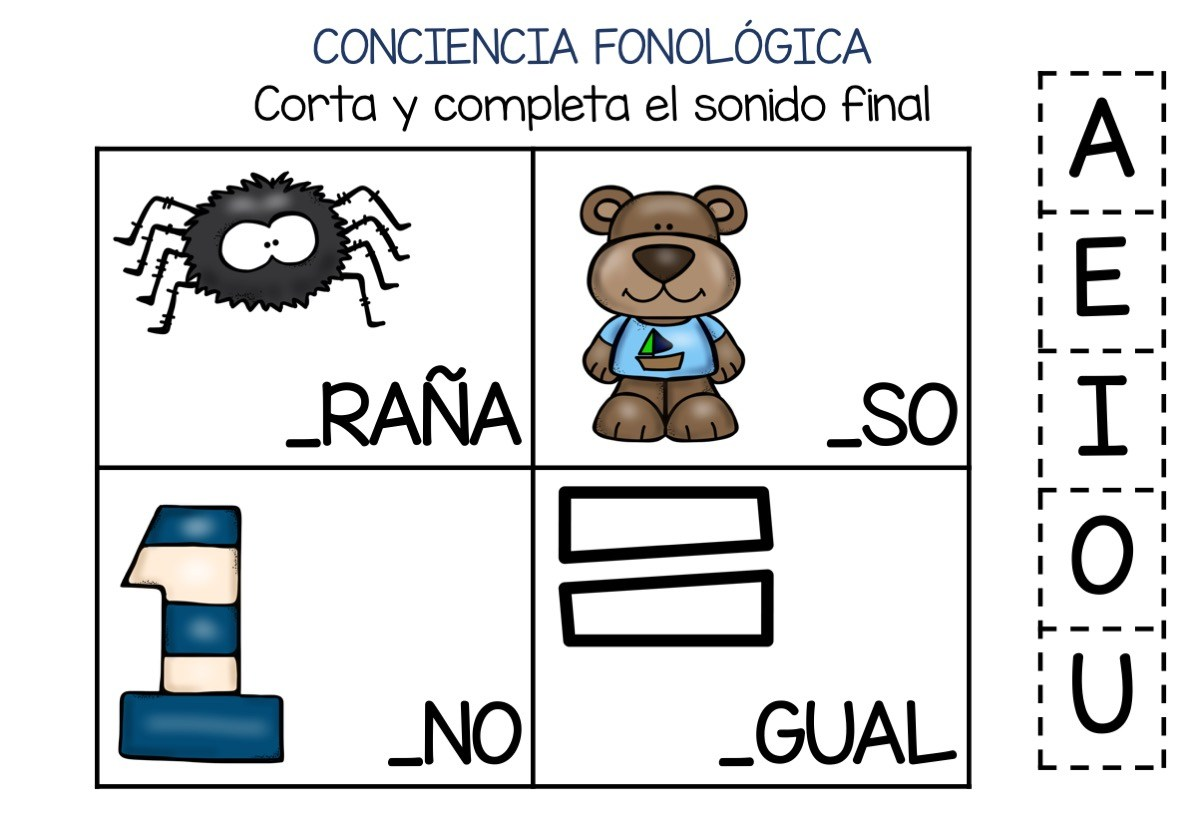 CONCIENCIA FONOLÓGICA
Corta y completa el sonido final
_RAÑA
_SO
_NO
_GUAL
A
E
I
O
U